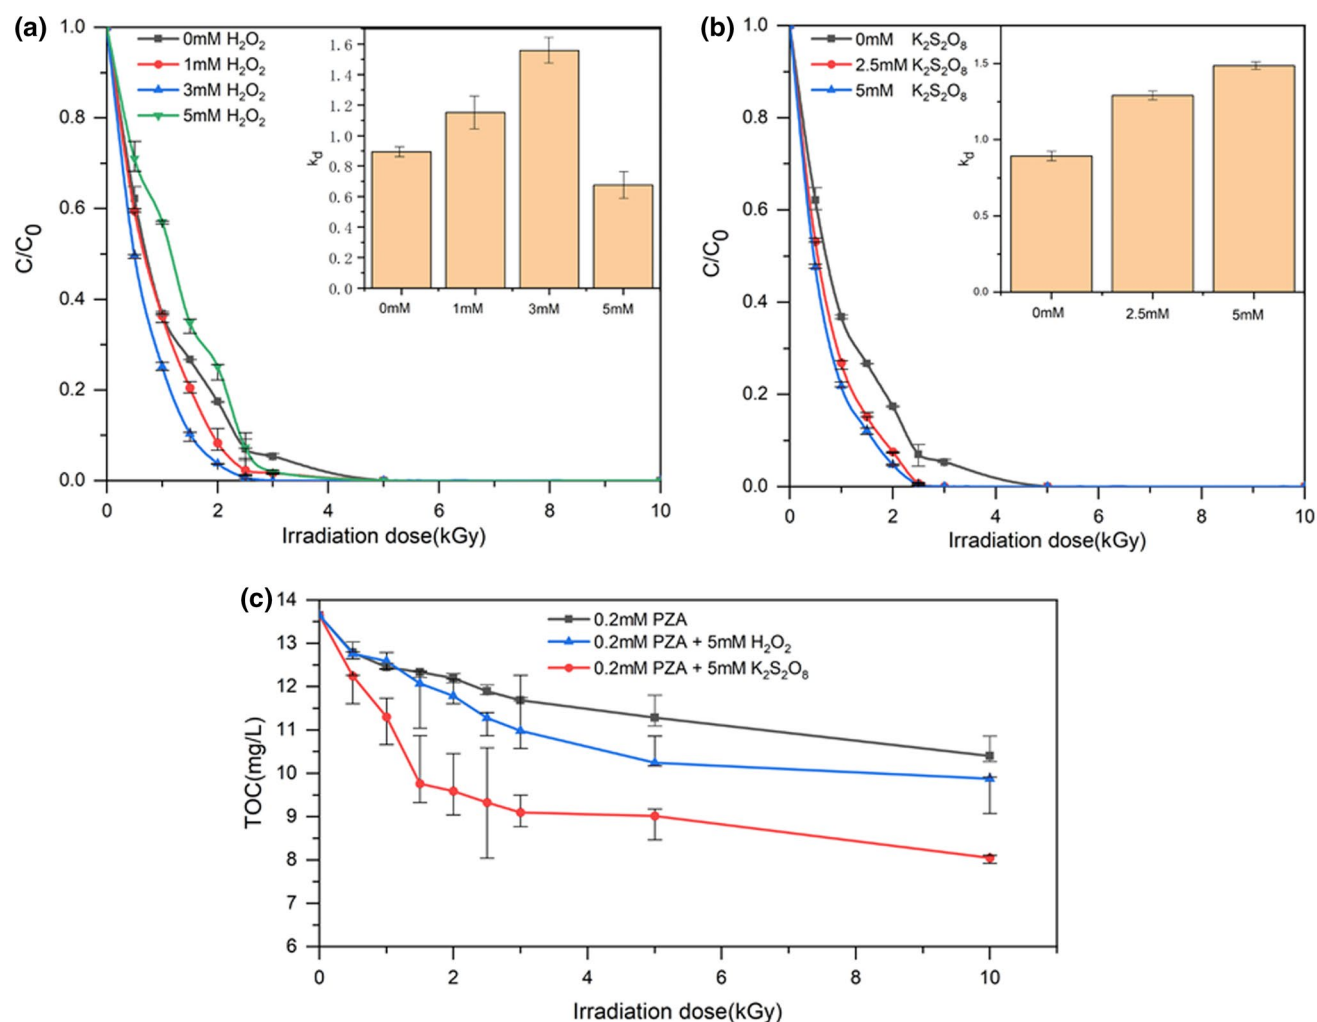 (a)
1.0
0.8
0.6
0.4
0.2
0.0
C/C0
0mM H2O2
1mM H2O2
3mM H2O2
5mM H2O2
1.6
1.4
1.2
1.0
0.8
0.6
0.4
0.2
0.0
kd
0mM 1mM 3mM 5mM
0 2 4 6 8 10
Irradiation dose(kGy)
(b)
1.0
0.8
0.6
0.4
0.2
0.0
C/C0
0mM K2S2O8
2.5mM K2S2O8
5mM K2S2O8
1.5
1.0
0.5
0.0
kd
0mM 2.5mM 5mM
0 2 4 6 8 10
Irradiation dose(kGy)
(c)
14
13
12
11
10
9
8
7
6
TOC(mg/L)
0.2mM PZA
0.2mM PZA + 5mM H2O2
0.2mM PZA + 5mM K2S2O8
0 2 4 6 8 10
Irradiation dose(kGy)